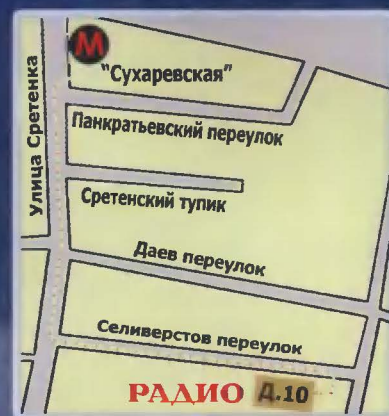 М
"Сухаревская"
Улица Сретенка
Панкратьевский переулок
Сретенский тупик
Даев переулок
Селиверстов переулок
РАДИО Д.10